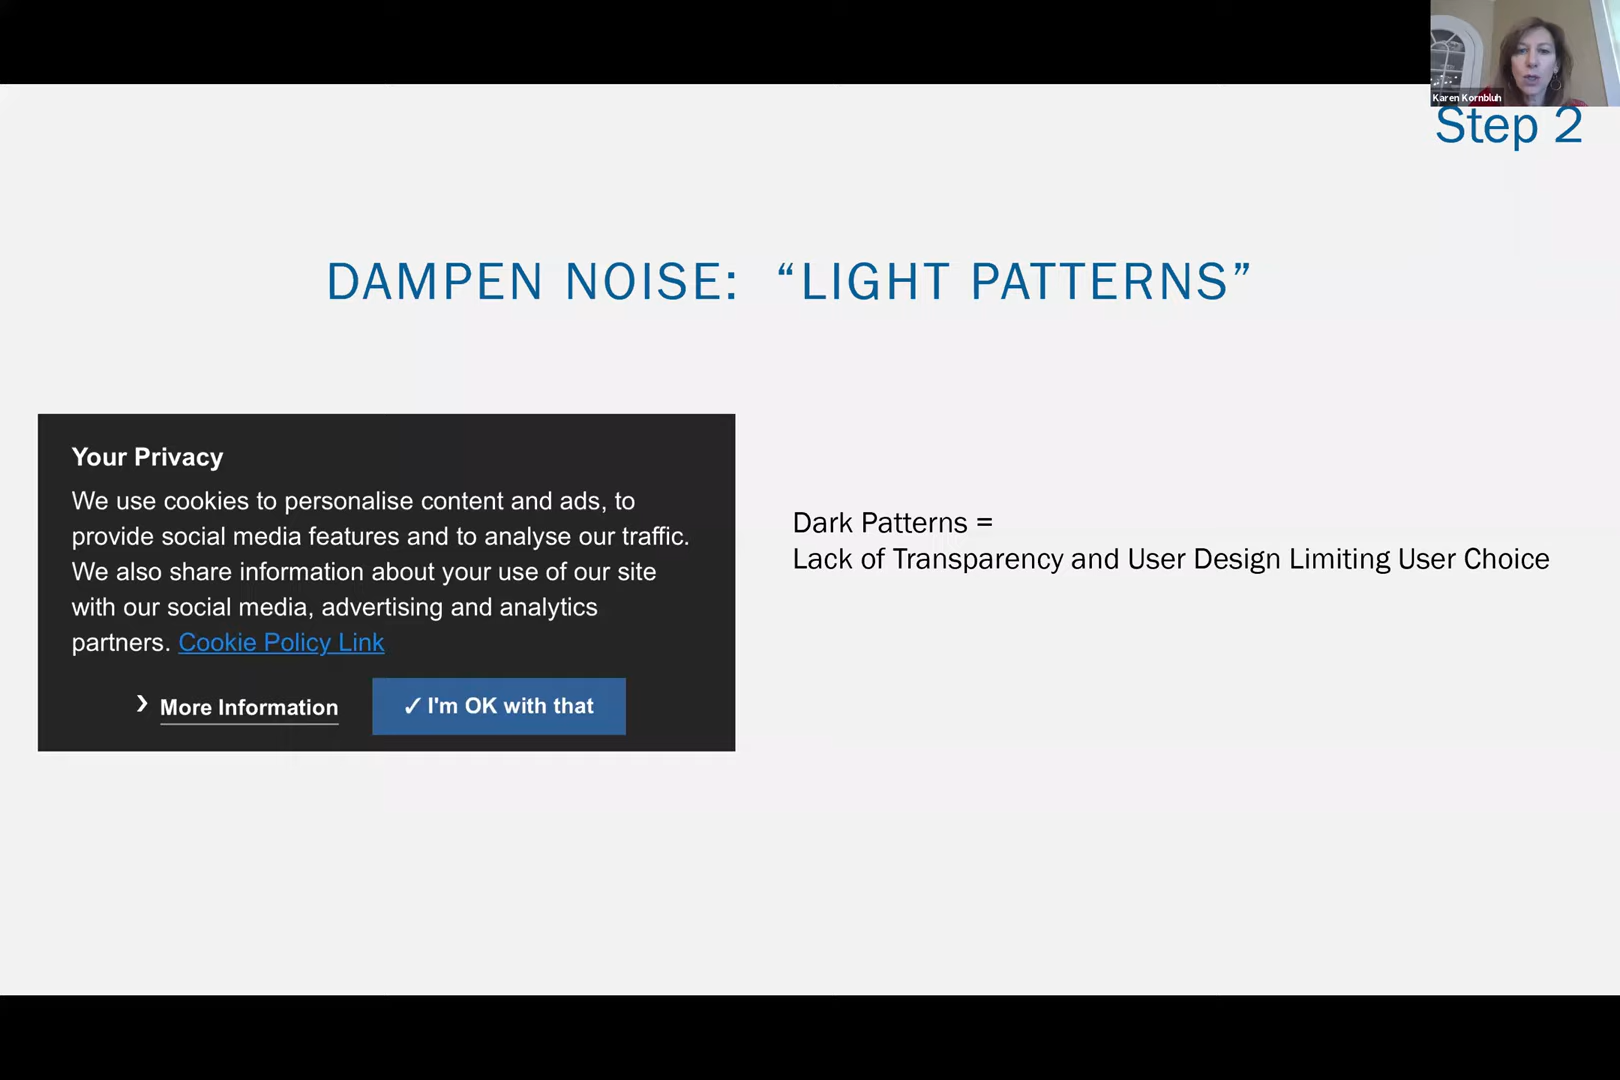 Karen Kornbluh
Step 2
DAMPEN NOISE: “LIGHT PATTERNS”
Your Privacy
We use cookies to personalise content and ads, to
provide social media features and to analyse our traffic.
We also share information about your use of our site
with our social media, advertising and analytics
partners. Cookie Policy Link
❯ More Information
✓ I'm OK with that
Dark Patterns =
Lack of Transparency and User Design Limiting User Choice